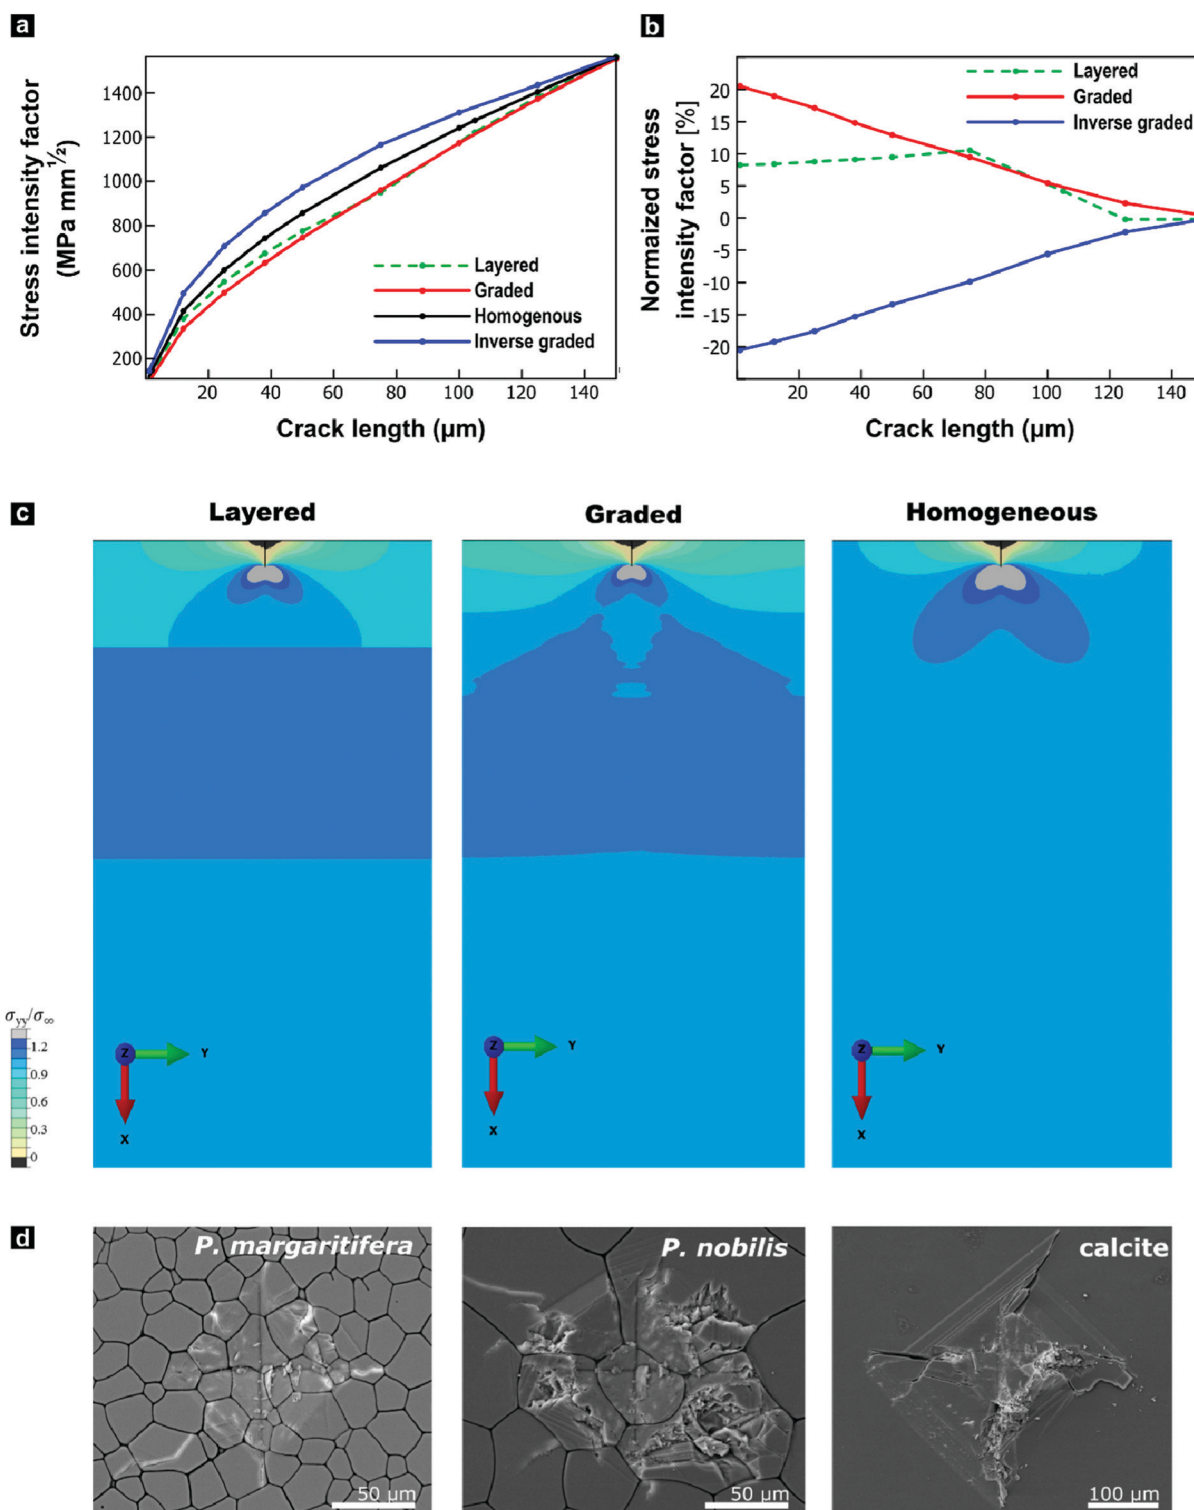 a
Stress intensity factor
(MPa mm½)
1400
1200
1000
800
600
400
200
20 40 60 80 100 120 140
Crack length (µm)
Layered
Graded
Homogenous
Inverse graded
b
Normaized stress
intensity factor [%]
20
15
10
5
0
-5
-10
-15
-20
20 40 60 80 100 120 140
Crack length (µm)
Layered
Graded
Inverse graded
c
Layered
Graded
Homogeneous
σyy/σ∞
1.2
0.9
0.6
0.3
0
Z Y
X
Z Y
X
Z Y
X
d
P. margaritifera
50 µm
P. nobilis
50 µm
calcite
100 µm